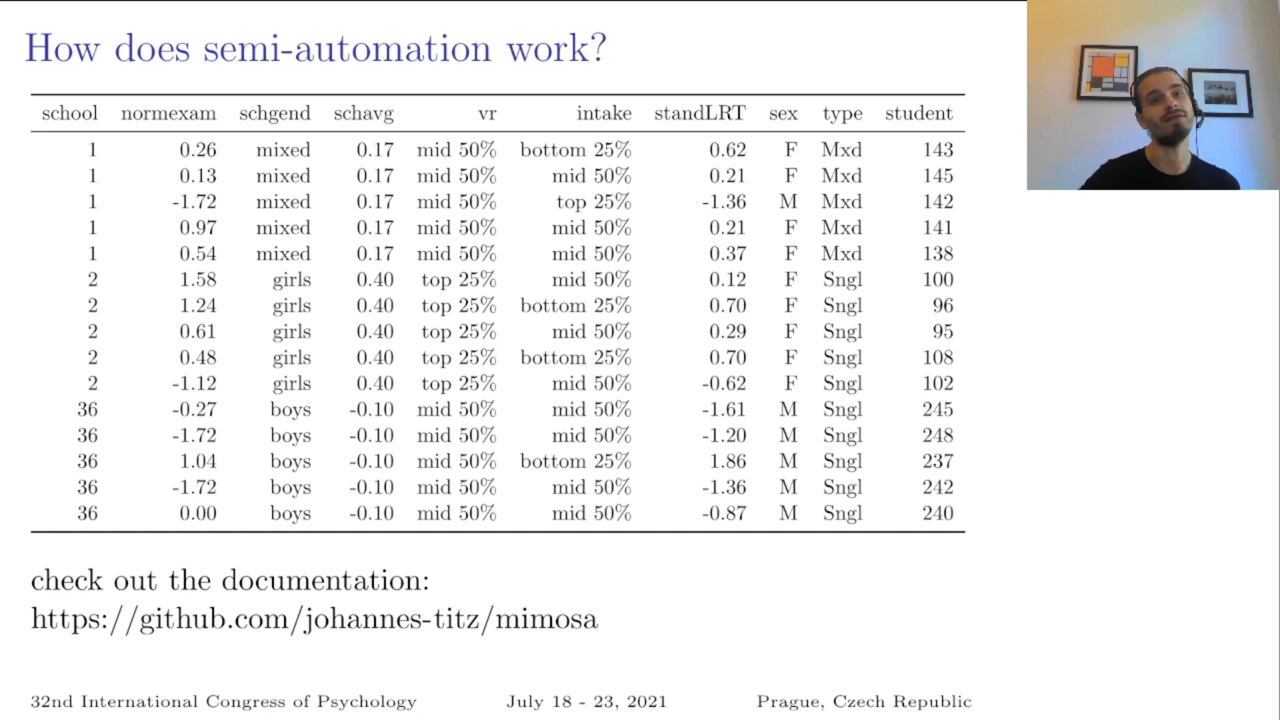 How does semi-automation work?
school normexam schgend schavg vr intake standLRT sex type student
1 0.26 mixed 0.17 mid 50% bottom 25% 0.62 F Mxd 143
1 0.13 mixed 0.17 mid 50% mid 50% 0.21 F Mxd 145
1 -1.72 mixed 0.17 mid 50% top 25% -1.36 M Mxd 142
1 0.97 mixed 0.17 mid 50% mid 50% 0.21 F Mxd 141
1 0.54 mixed 0.17 mid 50% mid 50% 0.37 F Mxd 138
2 1.58 girls 0.40 top 25% mid 50% 0.12 F Sngl 100
2 1.24 girls 0.40 top 25% bottom 25% 0.70 F Sngl 96
2 0.61 girls 0.40 top 25% mid 50% 0.29 F Sngl 95
2 0.48 girls 0.40 top 25% bottom 25% 0.70 F Sngl 108
2 -1.12 girls 0.40 top 25% mid 50% -0.62 F Sngl 102
36 -0.27 boys -0.10 mid 50% mid 50% -1.61 M Sngl 245
36 -1.72 boys -0.10 mid 50% mid 50% -1.20 M Sngl 248
36 1.04 boys -0.10 mid 50% bottom 25% 1.86 M Sngl 237
36 -1.72 boys -0.10 mid 50% mid 50% -1.36 M Sngl 242
36 0.00 boys -0.10 mid 50% mid 50% -0.87 M Sngl 240
check out the documentation:
https://github.com/johannes-titz/mimosa
32nd International Congress of Psychology July 18 - 23, 2021 Prague, Czech Republic